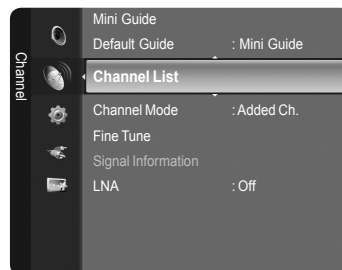 Channel
Mini Guide
Default Guide : Mini Guide
Channel List
Channel Mode : Added Ch.
Fine Tune
Signal Information
LNA : Off